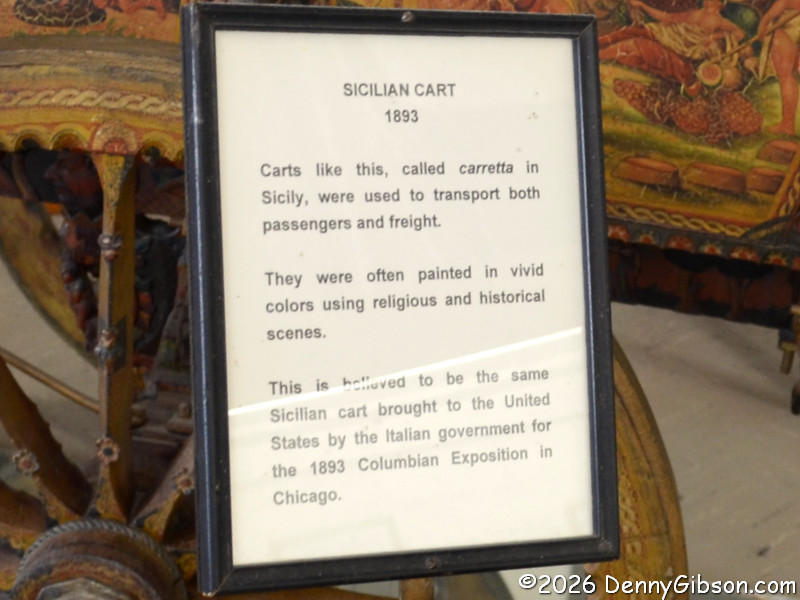 SICILIAN CART
1893
Carts like this, called carretta in
Sicily, were used to transport both
passengers and freight.
They were often painted in vivid
colors using religious and historical
scenes.
This is believed to be the same
Sicilian cart brought to the United
States by the Italian government for
the 1893 Columbian Exposition in
Chicago.
©2026 DennyGibson.com